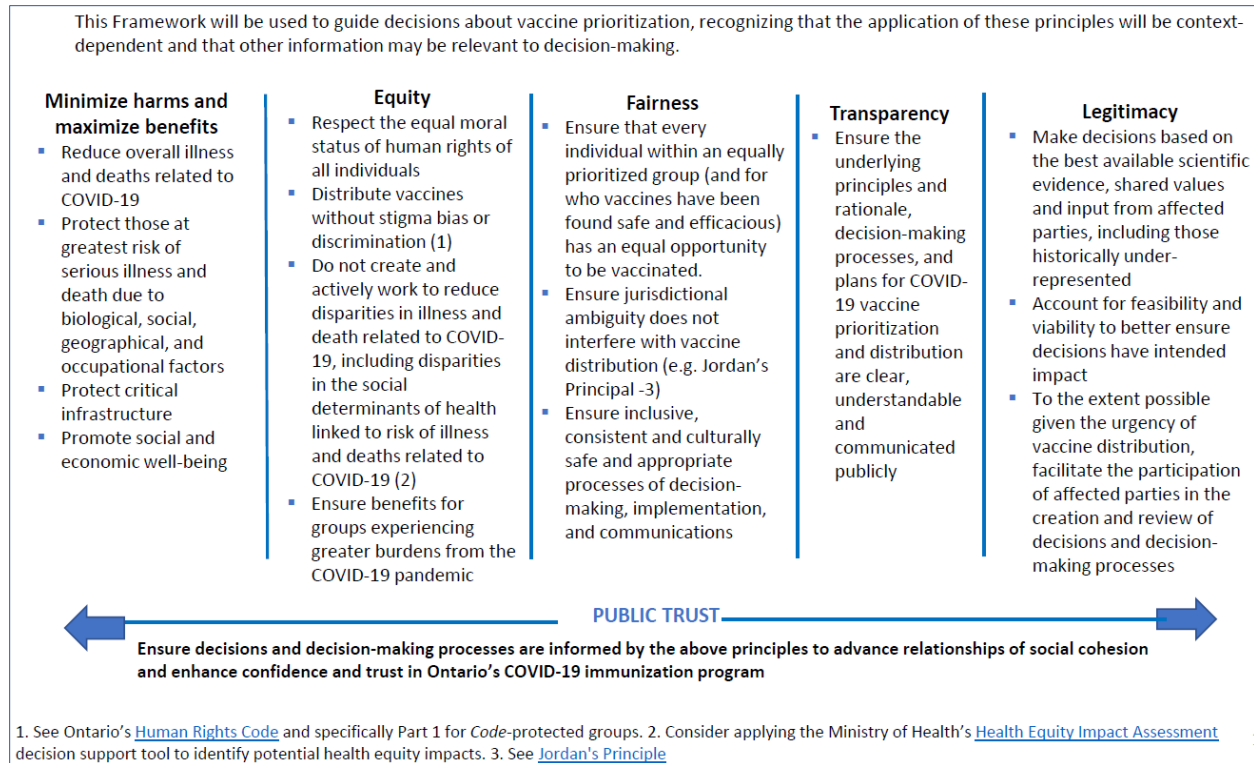 This Framework will be used to guide decisions about vaccine prioritization, recognizing that the application of these principles will be context-
dependent and that other information may be relevant to decision-making.
Minimize harms and
maximize benefits
▪ Reduce overall illness
and deaths related to
COVID-19
▪ Protect those at
greatest risk of
serious illness and
death due to
biological, social,
geographical, and
occupational factors
▪ Protect critical
infrastructure
▪ Promote social and
economic well-being
Equity
▪ Respect the equal moral
status of human rights of
all individuals
▪ Distribute vaccines
without stigma bias or
discrimination (1)
▪ Do not create and
actively work to reduce
disparities in illness and
death related to COVID-
19, including disparities
in the social
determinants of health
linked to risk of illness
and deaths related to
COVID-19 (2)
▪ Ensure benefits for
groups experiencing
greater burdens from the
COVID-19 pandemic
Fairness
▪ Ensure that every
individual within an equally
prioritized group (and for
who vaccines have been
found safe and efficacious)
has an equal opportunity
to be vaccinated.
▪ Ensure jurisdictional
ambiguity does not
interfere with vaccine
distribution (e.g. Jordan's
Principal -3)
▪ Ensure inclusive,
consistent and culturally
safe and appropriate
processes of decision-
making, implementation,
and communications
Transparency
▪ Ensure the
underlying
principles and
rationale,
decision-making
processes, and
plans for COVID-
19 vaccine
prioritization
and distribution
are clear,
understandable
and
communicated
publicly
Legitimacy
▪ Make decisions based on
the best available scientific
evidence, shared values
and input from affected
parties, including those
historically under-
represented
▪ Account for feasibility and
viability to better ensure
decisions have intended
impact
▪ To the extent possible
given the urgency of
vaccine distribution,
facilitate the participation
of affected parties in the
creation and review of
decisions and decision-
making processes
PUBLIC TRUST
Ensure decisions and decision-making processes are informed by the above principles to advance relationships of social cohesion
and enhance confidence and trust in Ontario's COVID-19 immunization program
1. See Ontario's Human Rights Code and specifically Part 1 for Code-protected groups. 2. Consider applying the Ministry of Health's Health Equity Impact Assessment
decision support tool to identify potential health equity impacts. 3. See Jordan's Principle